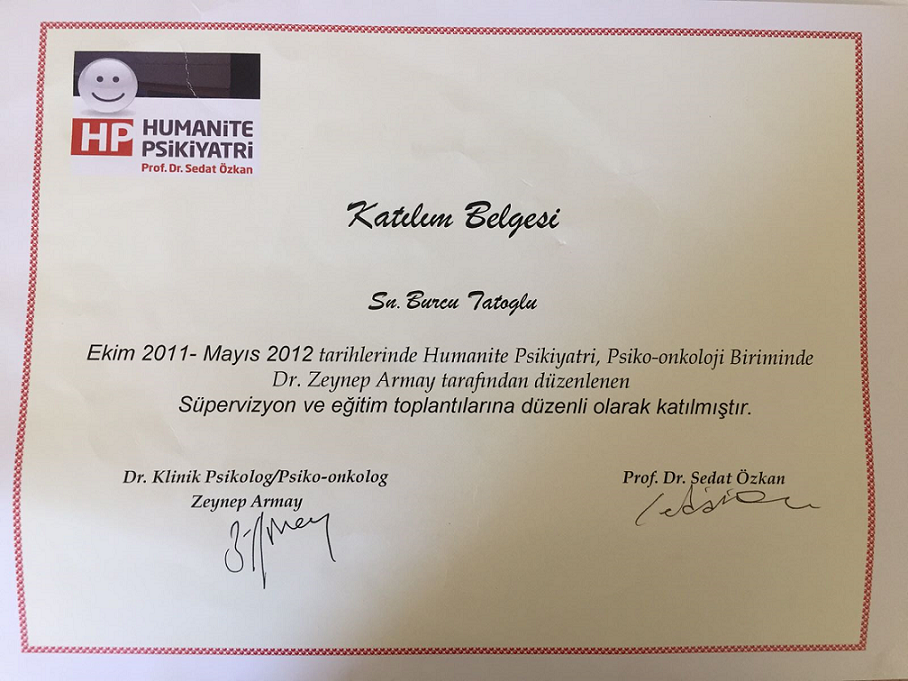 HP HUMANiTE
PSiKiYATRi
Prof. Dr. Sedat Özkan
Katılım Belgesi
Sn. Burcu Tatoglu
Ekim 2011- Mayıs 2012 tarihlerinde Humanite Psikiyatri, Psiko-onkoloji Biriminde
Dr. Zeynep Armay tarafından düzenlenen
Süpervizyon ve eğitim toplantılarına düzenli olarak katılmıştır.
Dr. Klinik Psikolog/Psiko-onkolog
Zeynep Armay
Prof. Dr. Sedat Özkan